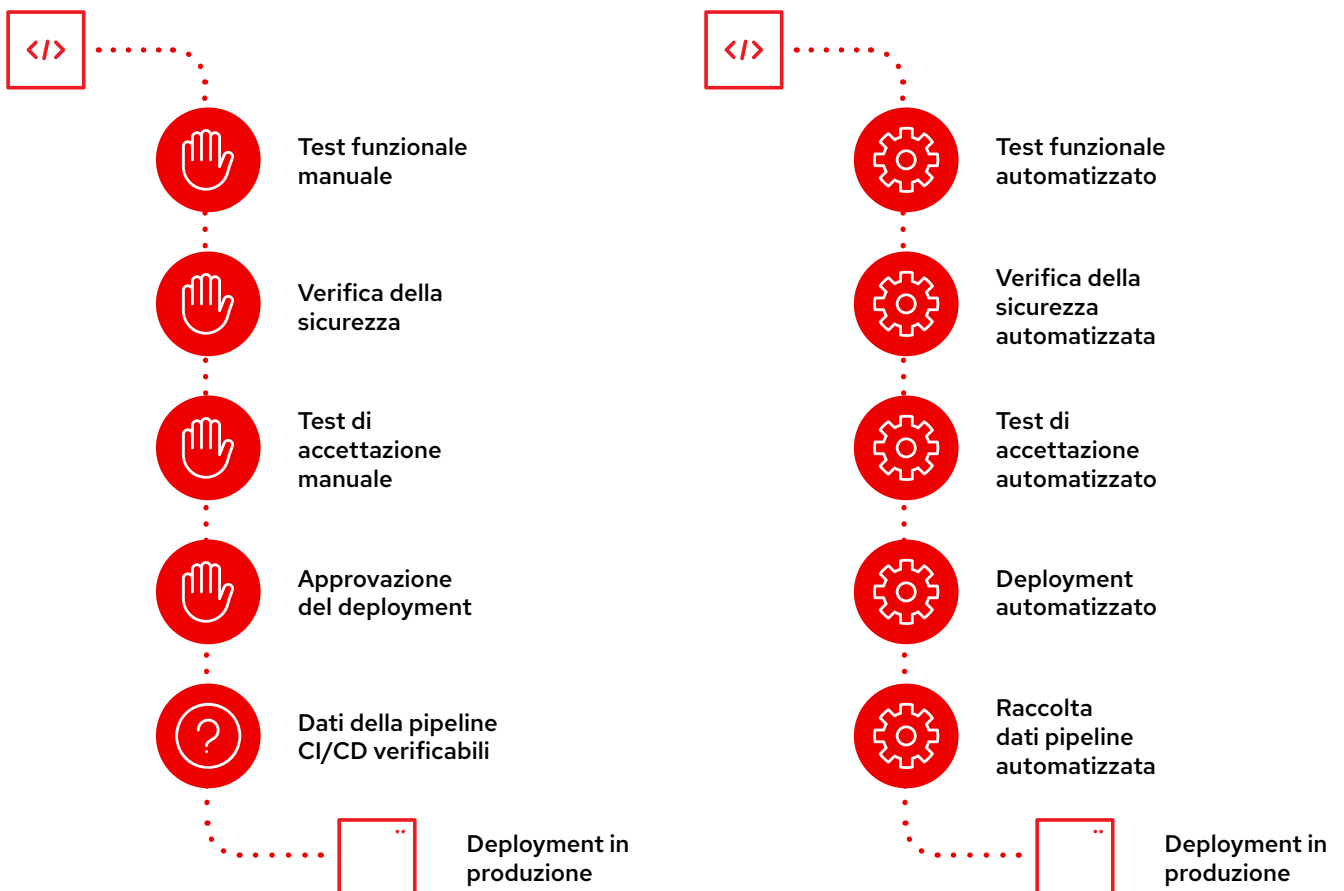 </>
Test funzionale
manuale
Verifica della
sicurezza
Test di
accettazione
manuale
Approvazione
del deployment
?
Dati della pipeline
CI/CD verificabili
Deployment in
produzione
</>
Test funzionale
automatizzato
Verifica della
sicurezza
automatizzata
Test di
accettazione
automatizzato
Deployment
automatizzato
Raccolta
dati pipeline
automatizzata
Deployment in
produzione